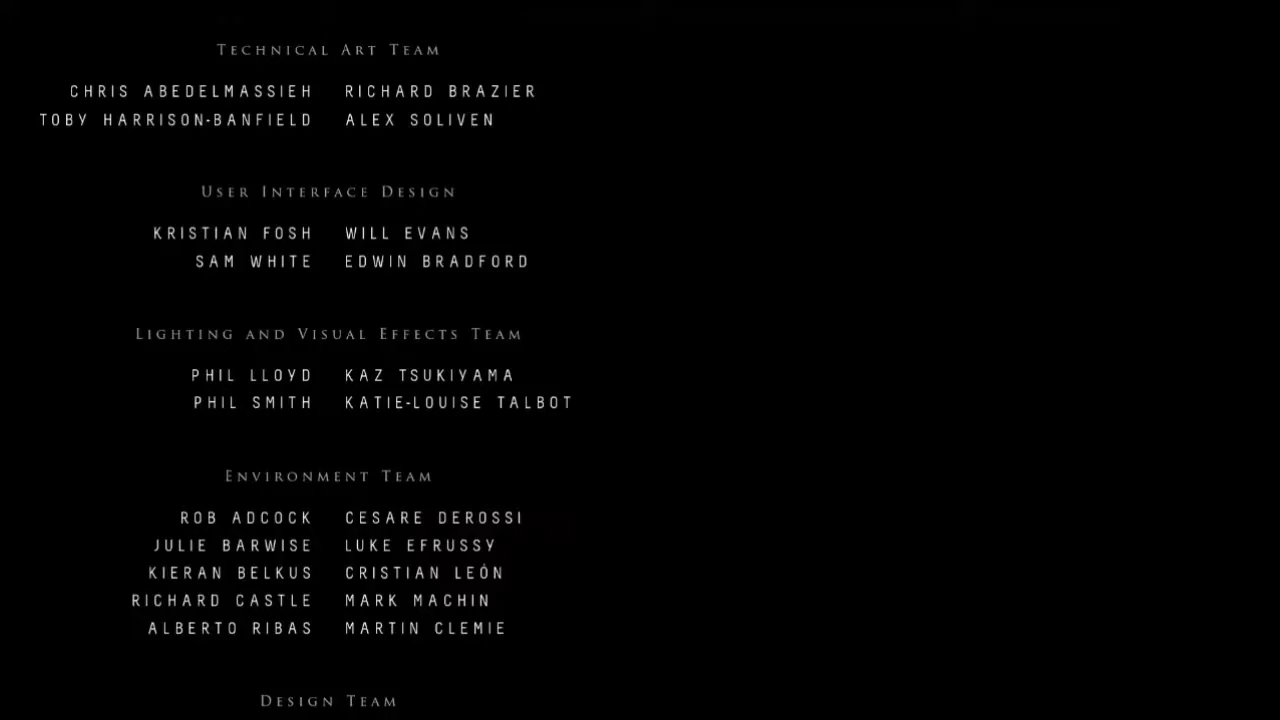 Technical Art Team
CHRIS ABEDELMASSIEH RICHARD BRAZIER
TOBY HARRISON-BANFIELD ALEX SOLIVEN
User Interface Design
KRISTIAN FOSH WILL EVANS
SAM WHITE EDWIN BRADFORD
Lighting and Visual Effects Team
PHIL LLOYD KAZ TSUKIYAMA
PHIL SMITH KATIE-LOUISE TALBOT
Environment Team
ROB ADCOCK CESARE DEROSSI
JULIE BARWISE LUKE EFRUSSY
KIERAN BELKUS CRISTIAN LEÓN
RICHARD CASTLE MARK MACHIN
ALBERTO RIBAS MARTIN CLEMIE
Design Team